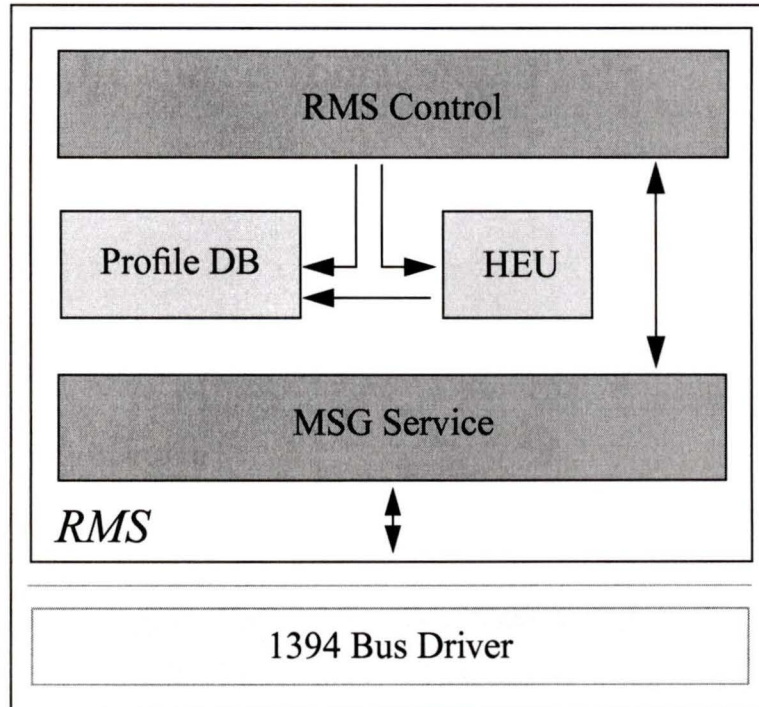 RMS Control
Profile DB
HEU
MSG Service
RMS
1394 Bus Driver